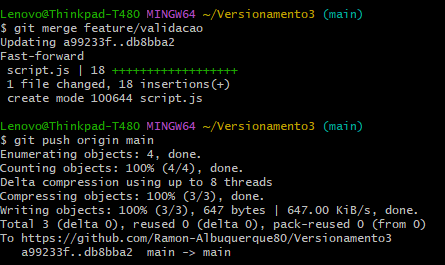 Lenovo@Thinkpad-T480 MINGW64 ~/Versionamento3 (main)
$ git merge feature/validacao
Updating a99233f..db8bba2
Fast-forward
 script.js | 18 ++++++++++++++++++
 1 file changed, 18 insertions(+)
 create mode 100644 script.js
Lenovo@Thinkpad-T480 MINGW64 ~/Versionamento3 (main)
$ git push origin main
Enumerating objects: 4, done.
Counting objects: 100% (4/4), done.
Delta compression using up to 8 threads
Compressing objects: 100% (3/3), done.
Writing objects: 100% (3/3), 647 bytes | 647.00 KiB/s, done.
Total 3 (delta 0), reused 0 (delta 0), pack-reused 0 (from 0)
To https://github.com/Ramon-Albuquerque80/Versionamento3
   a99233f..db8bba2  main -> main